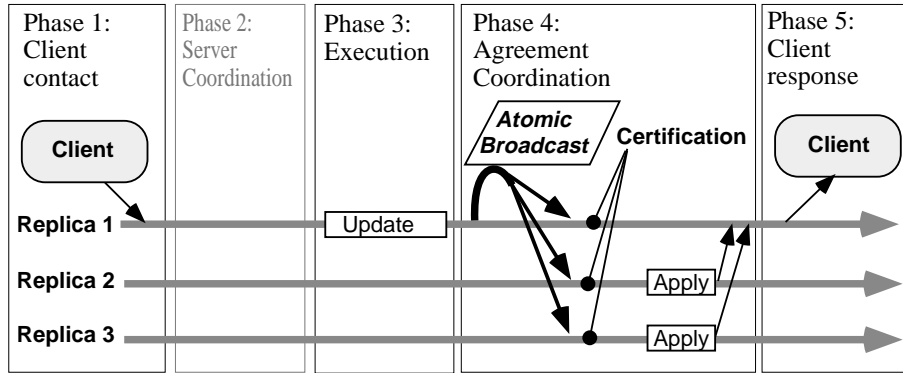 Phase 1:
Client
contact
Phase 2:
Server
Coordination
Phase 3:
Execution
Phase 4:
Agreement
Coordination
Phase 5:
Client
response
Client
Atomic
Broadcast
Certification
Client
Replica 1
Update
Replica 2
Apply
Replica 3
Apply